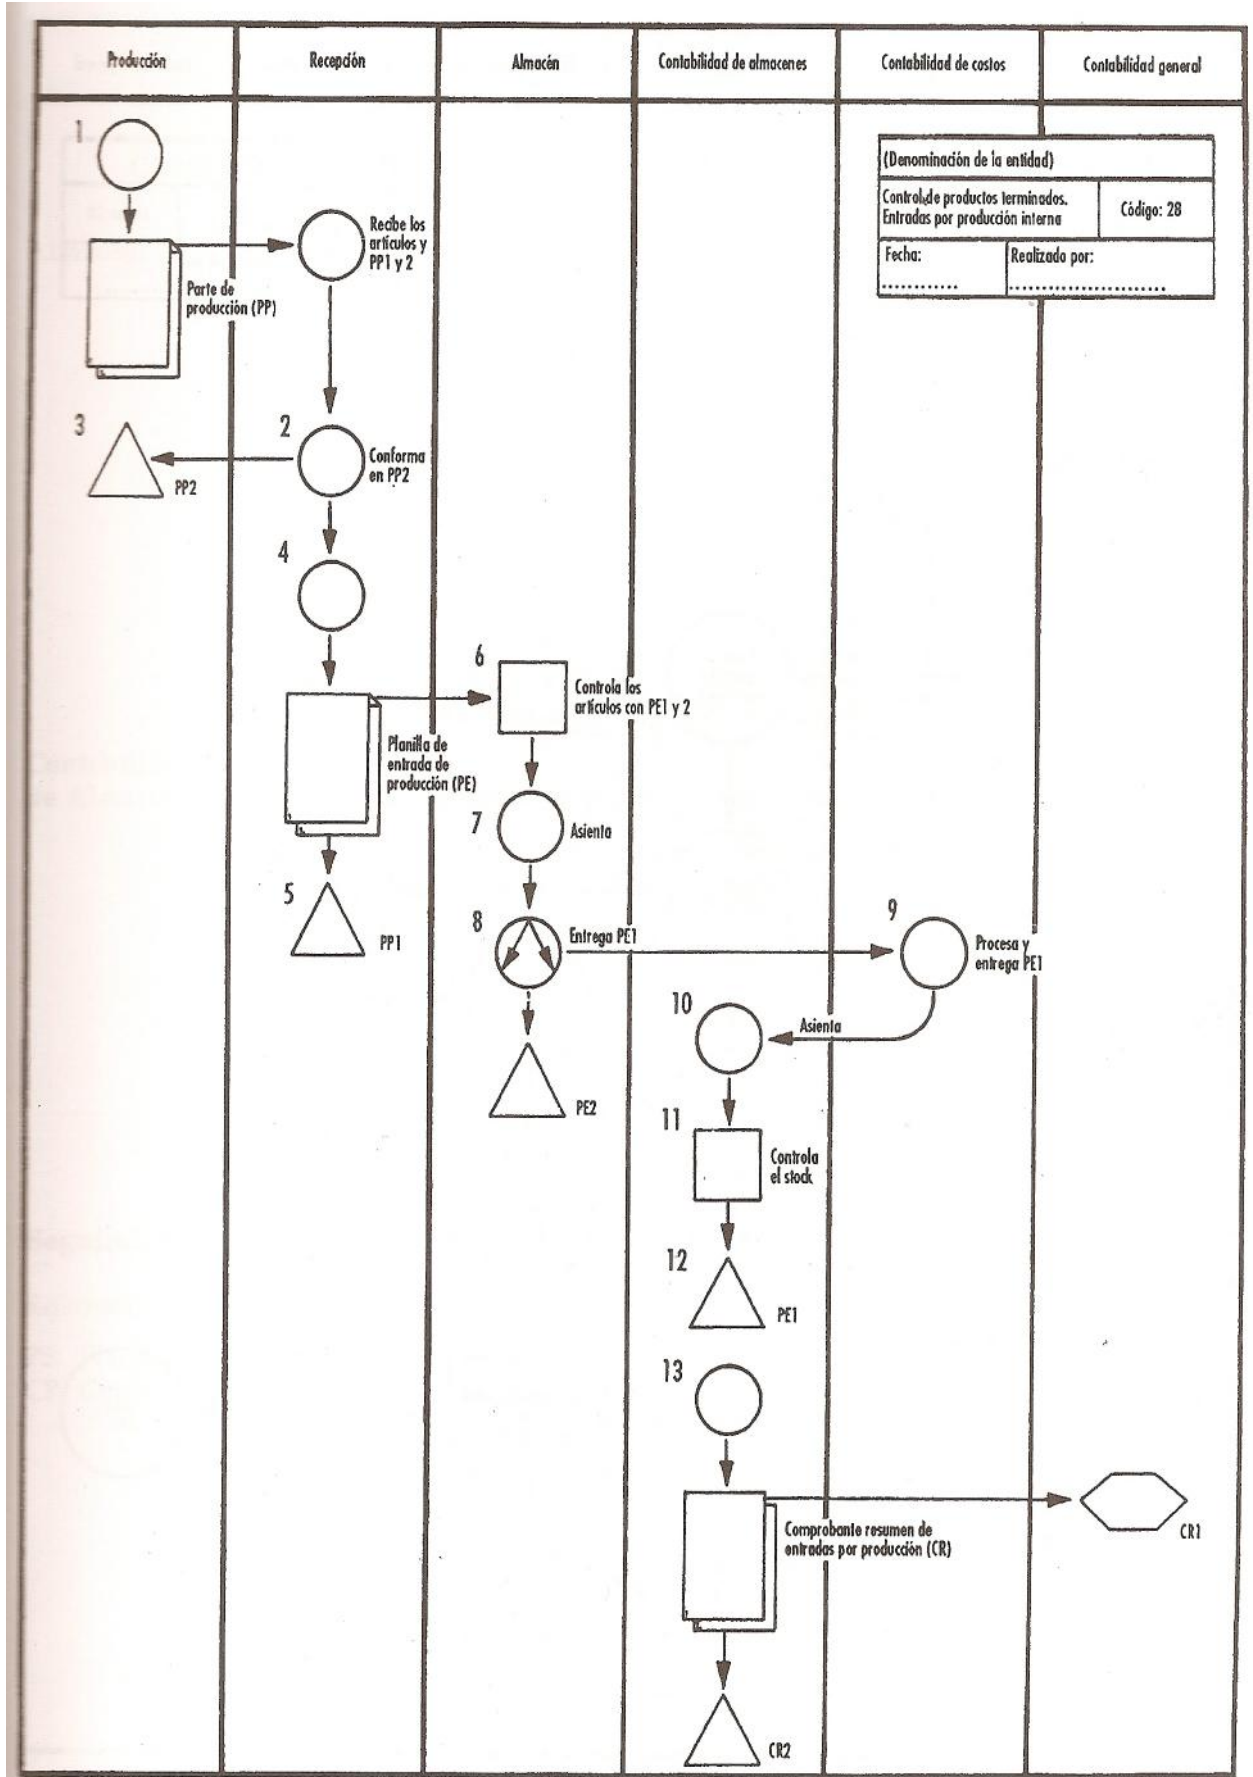 Producción
Recepción
Almacén
Contabilidad de almacenes
Contabilidad de costos
Contabilidad general
(Denominación de la entidad)
Control de productos terminados.
Entradas por producción interna
Código: 28
Fecha:
............
Realizado por:
........................
1
Recibe los
artículos y
PP1 y 2
Parte de
producción (PP)
3
PP2
2
Conforma
en PP2
4
6
Controla los
artículos con PE1 y 2
Planilla de
entrada de
producción (PE)
7
Asienta
5
PP1
8
Entrega PE1
9
Procesa y
entrega PE1
10
Asienta
PE2
11
Controla
el stock
12
PE1
13
Comprobante resumen de
entradas por producción (CR)
CR1
CR2